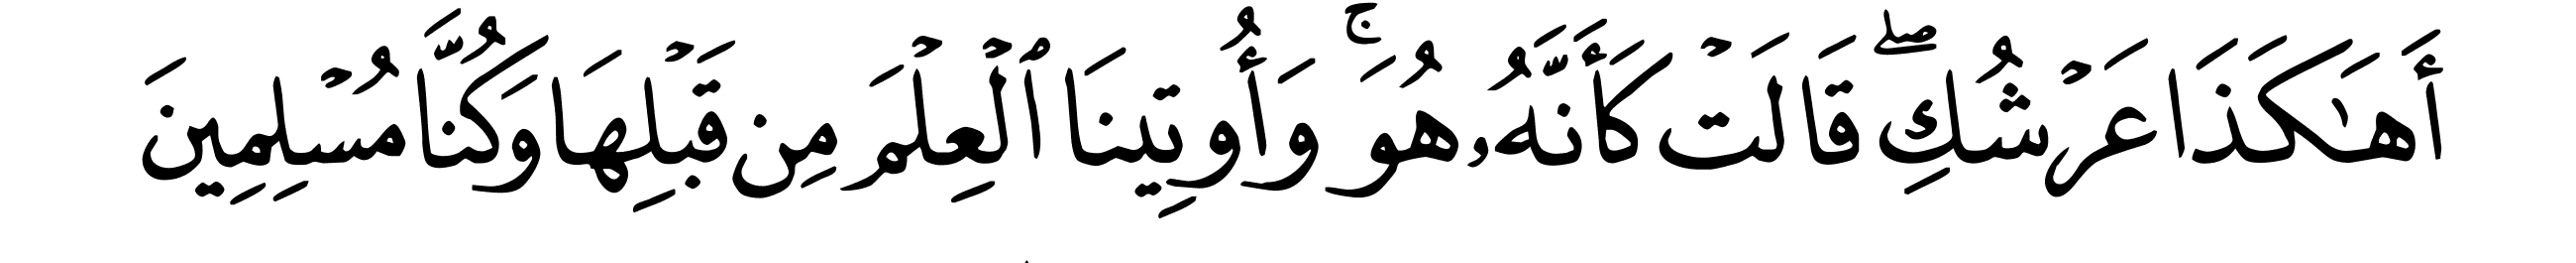 أَهَٰكَذَا عَرۡشُكِۖ قَالَتۡ كَأَنَّهُۥ هُوَۚ وَأُوتِينَا ٱلۡعِلۡمَ مِن قَبۡلِهَا وَكُنَّا مُسۡلِمِينَ